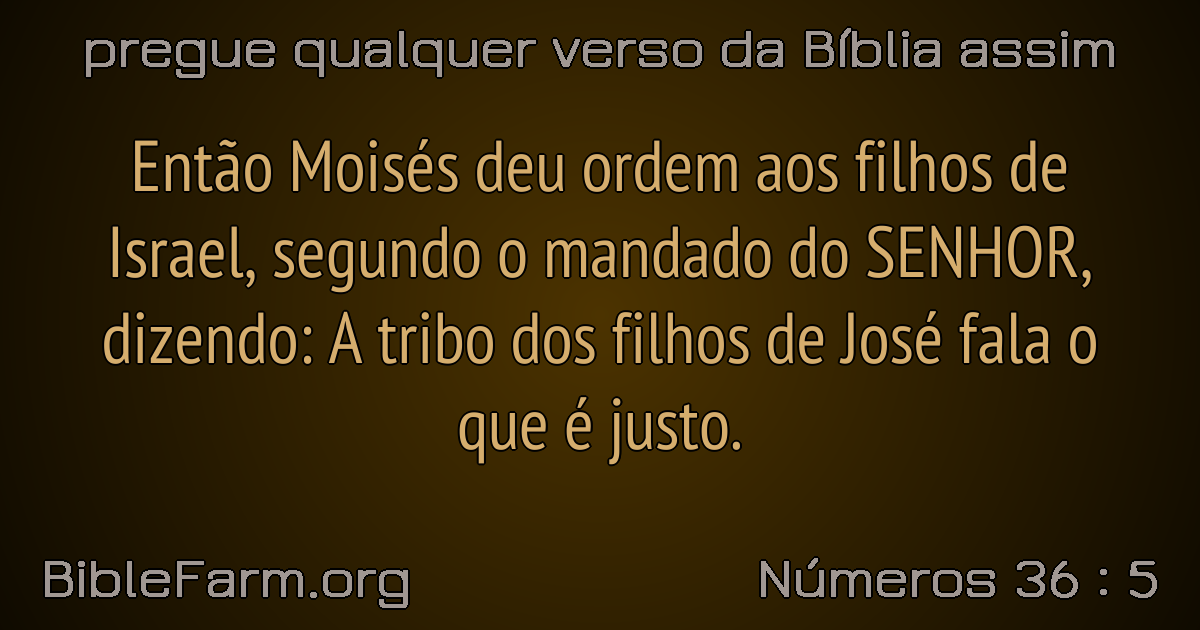 pregue qualquer verso da Bíblia assim
Então Moisés deu ordem aos filhos de
Israel, segundo o mandado do SENHOR,
dizendo: A tribo dos filhos de José fala o
que é justo.
BibleFarm.org
Números 36 : 5